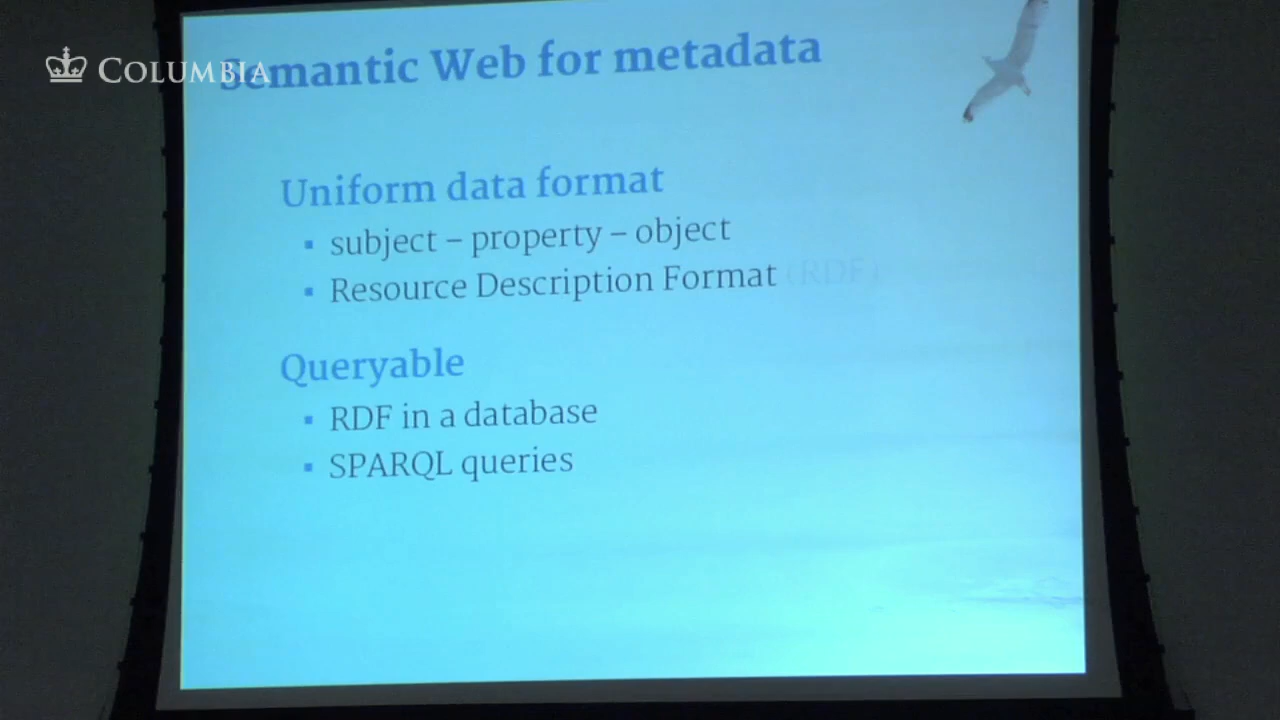 COLUMBIA
Semantic Web for metadata
Uniform data format
▪ subject – property – object
▪ Resource Description Format (RDF)
Queryable
▪ RDF in a database
▪ SPARQL queries